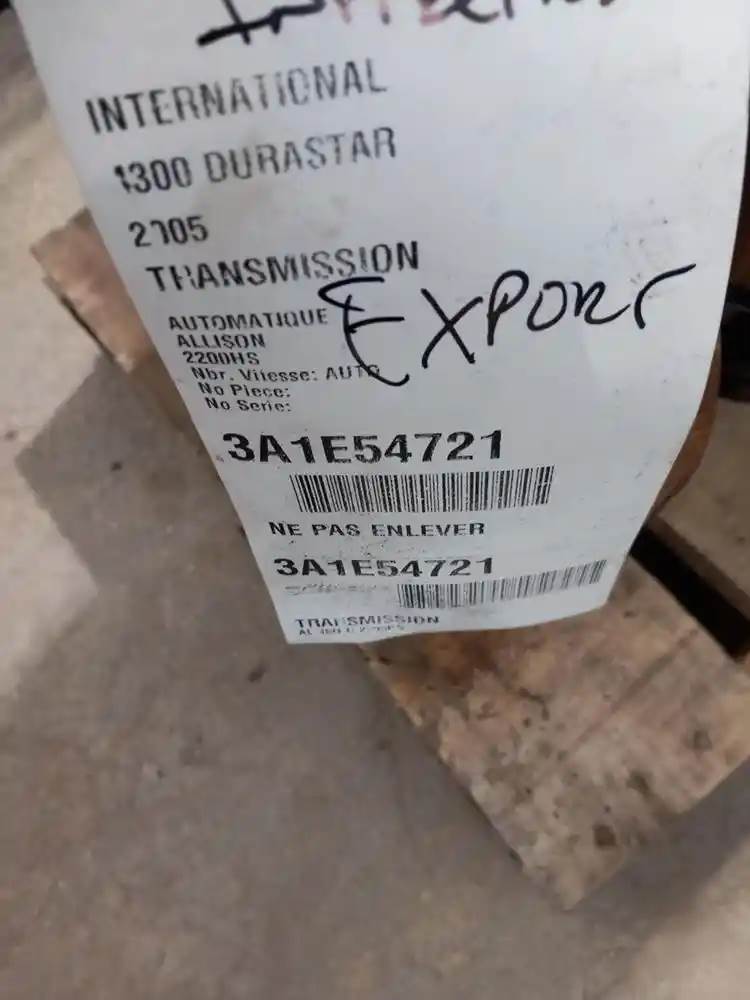 INTERNATIONAL
4300 DURASTAR
2005
TRANSMISSION
AUTOMATIQUE
EXPORT
ALLISON
2200HS
Nbr. Vitesse: AUTO
No Piece:
No Serie:
3A1E54721
NE PAS ENLEVER
3A1E54721
TRANSMISSION